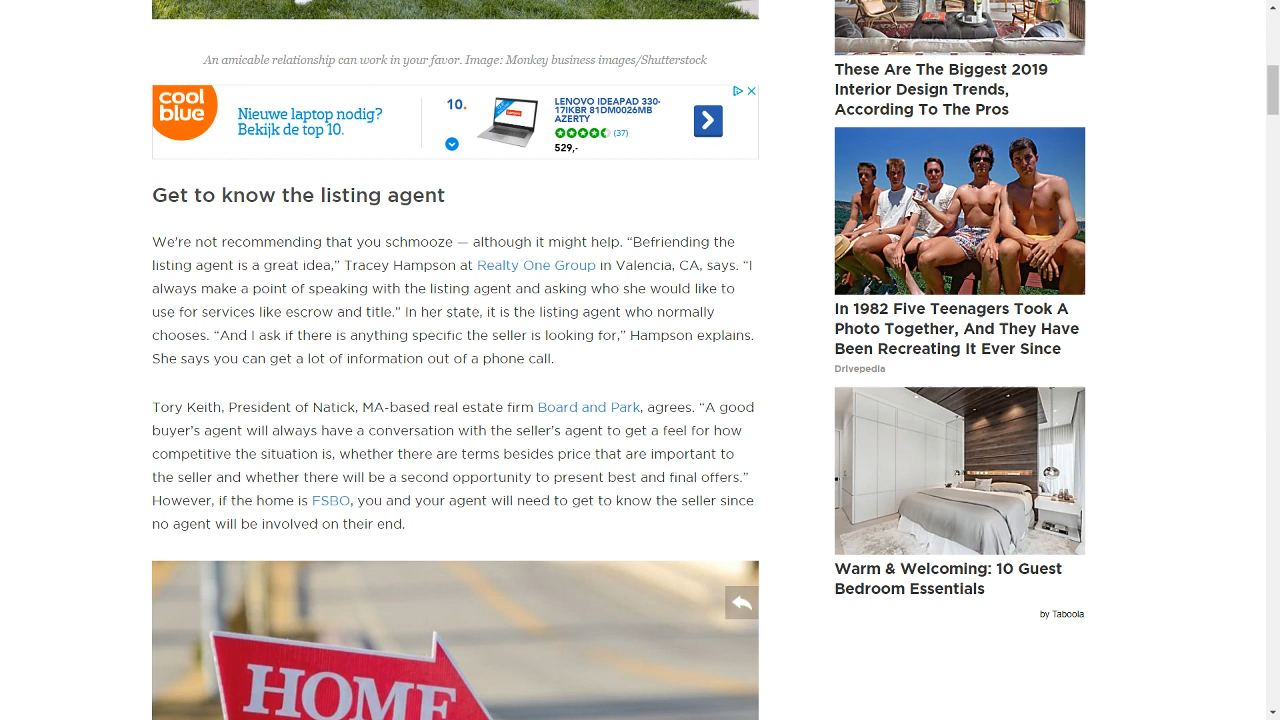 An amicable relationship can work in your favor. Image: Monkey business images/Shutterstock
cool
blue
Nieuwe laptop nodig?
Bekijk de top 10.
10.
LENOVO IDEAPAD 330-
17IKBR 81DM0026MB
AZERTY
(37)
529,-
Get to know the listing agent
We’re not recommending that you schmooze — although it might help. “Befriending the
listing agent is a great idea,” Tracey Hampson at Realty One Group in Valencia, CA, says. “I
always make a point of speaking with the listing agent and asking who she would like to
use for services like escrow and title.” In her state, it is the listing agent who normally
chooses. “And I ask if there is anything specific the seller is looking for,” Hampson explains.
She says you can get a lot of information out of a phone call.
Tory Keith, President of Natick, MA-based real estate firm Board and Park, agrees. “A good
buyer’s agent will always have a conversation with the seller’s agent to get a feel for how
competitive the situation is, whether there are terms besides price that are important to
the seller and whether there will be a second opportunity to present best and final offers.”
However, if the home is FSBO, you and your agent will need to get to know the seller since
no agent will be involved on their end.
HOME
These Are The Biggest 2019
Interior Design Trends,
According To The Pros
In 1982 Five Teenagers Took A
Photo Together, And They Have
Been Recreating It Ever Since
Drivepedia
Warm & Welcoming: 10 Guest
Bedroom Essentials
by Taboola